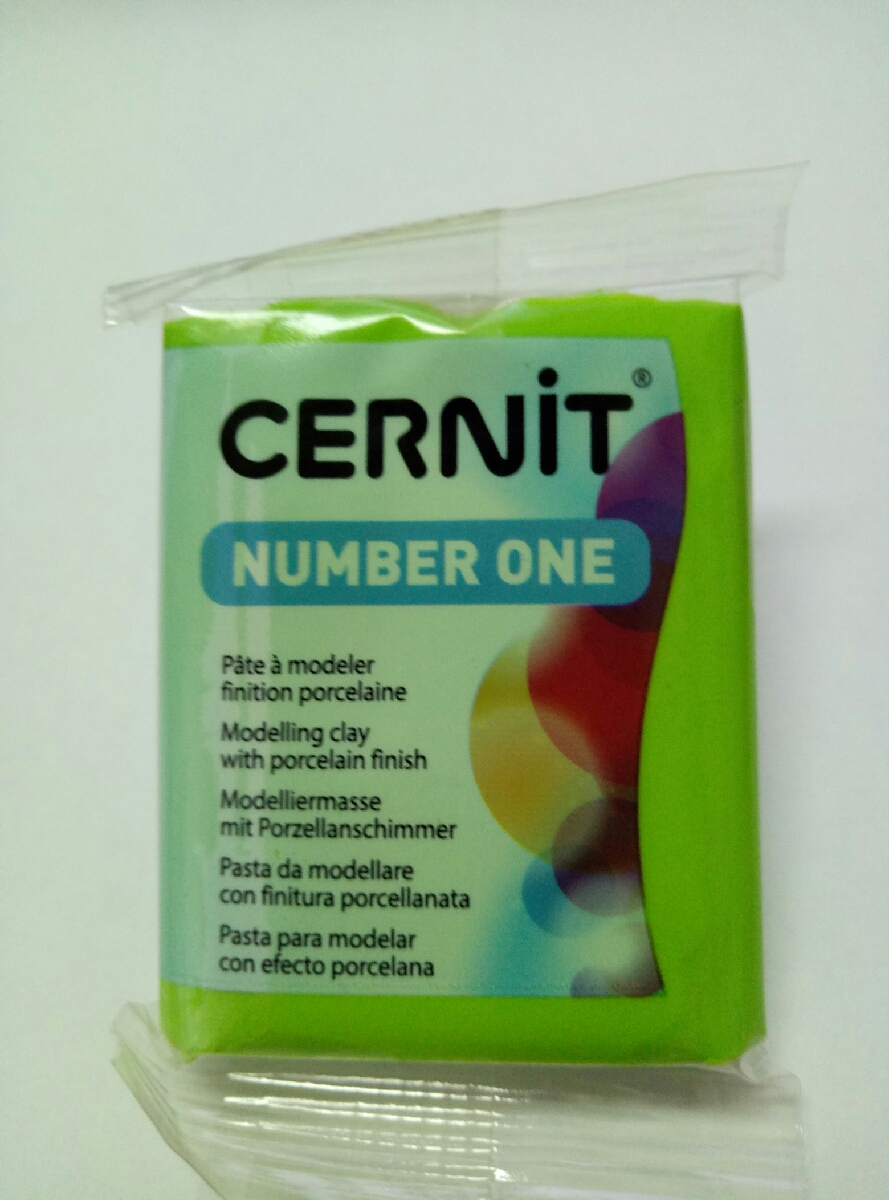 CERNiT®
NUMBER ONE
Pâte à modeler
finition porcelaine
Modelling clay
with porcelain finish
Modelliermasse
mit Porzellanschimmer
Pasta da modellare
con finitura porcellanata
Pasta para modelar
con efecto porcelana